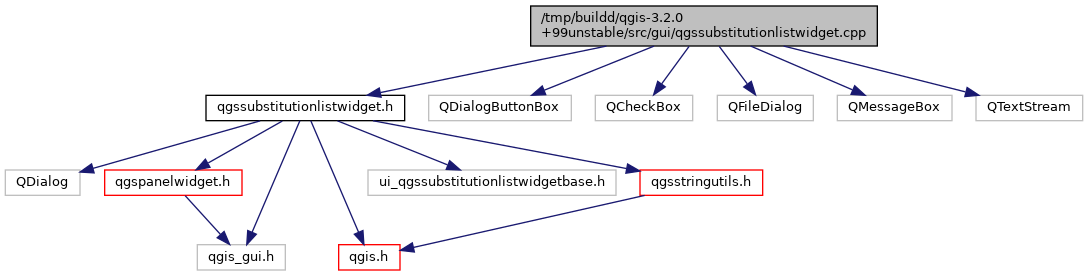 /tmp/buildd/qgis-3.2.0
+99unstable/src/gui/qgssubstitutionlistwidget.cpp
qgssubstitutionlistwidget.h
QDialogButtonBox
QCheckBox
QFileDialog
QMessageBox
QTextStream
QDialog
qgspanelwidget.h
ui_qgssubstitutionlistwidgetbase.h
qgsstringutils.h
qgis_gui.h
qgis.h